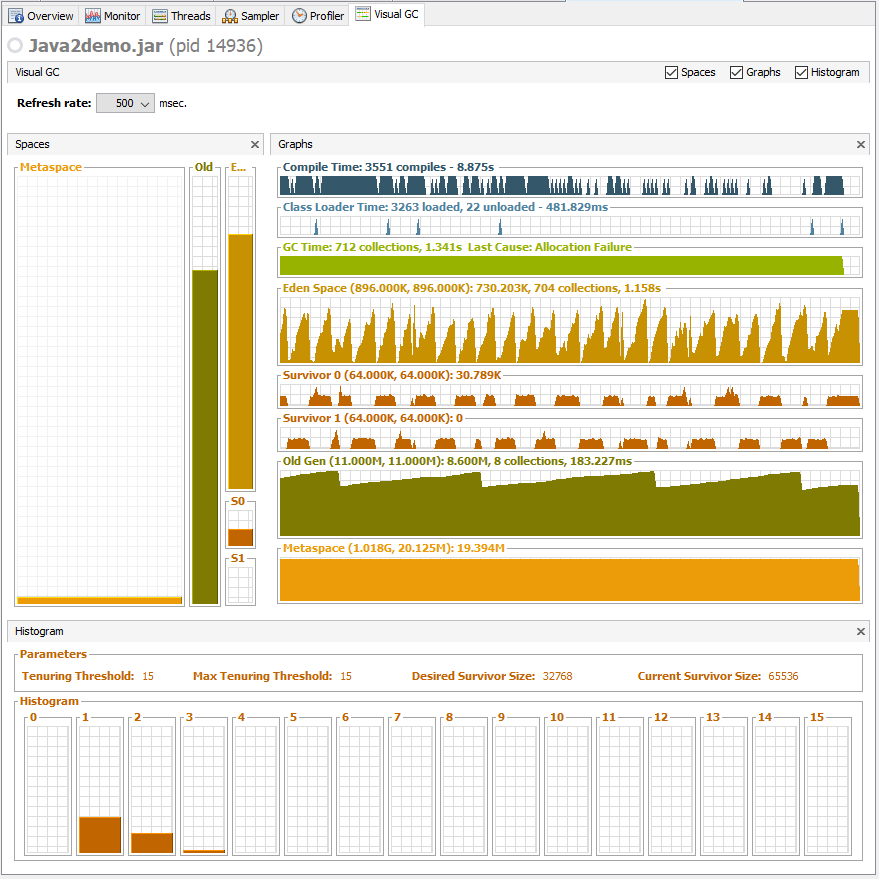 Overview Monitor Threads Sampler Profiler Visual GC
Java2demo.jar (pid 14936)
Visual GC Spaces Graphs Histogram
Refresh rate: 500 msec.
Spaces
Metaspace Old E...
S0
S1
Graphs
Compile Time: 3551 compiles - 8.875s
Class Loader Time: 3263 loaded, 22 unloaded - 481.829ms
GC Time: 712 collections, 1.341s Last Cause: Allocation Failure
Eden Space (896.000K, 896.000K): 730.203K, 704 collections, 1.158s
Survivor 0 (64.000K, 64.000K): 30.789K
Survivor 1 (64.000K, 64.000K): 0
Old Gen (11.000M, 11.000M): 8.600M, 8 collections, 183.227ms
Metaspace (1.018G, 20.125M): 19.394M
Histogram
Parameters
Tenuring Threshold: 15 Max Tenuring Threshold: 15 Desired Survivor Size: 32768 Current Survivor Size: 65536
Histogram
0 1 2 3 4 5 6 7 8 9 10 11 12 13 14 15